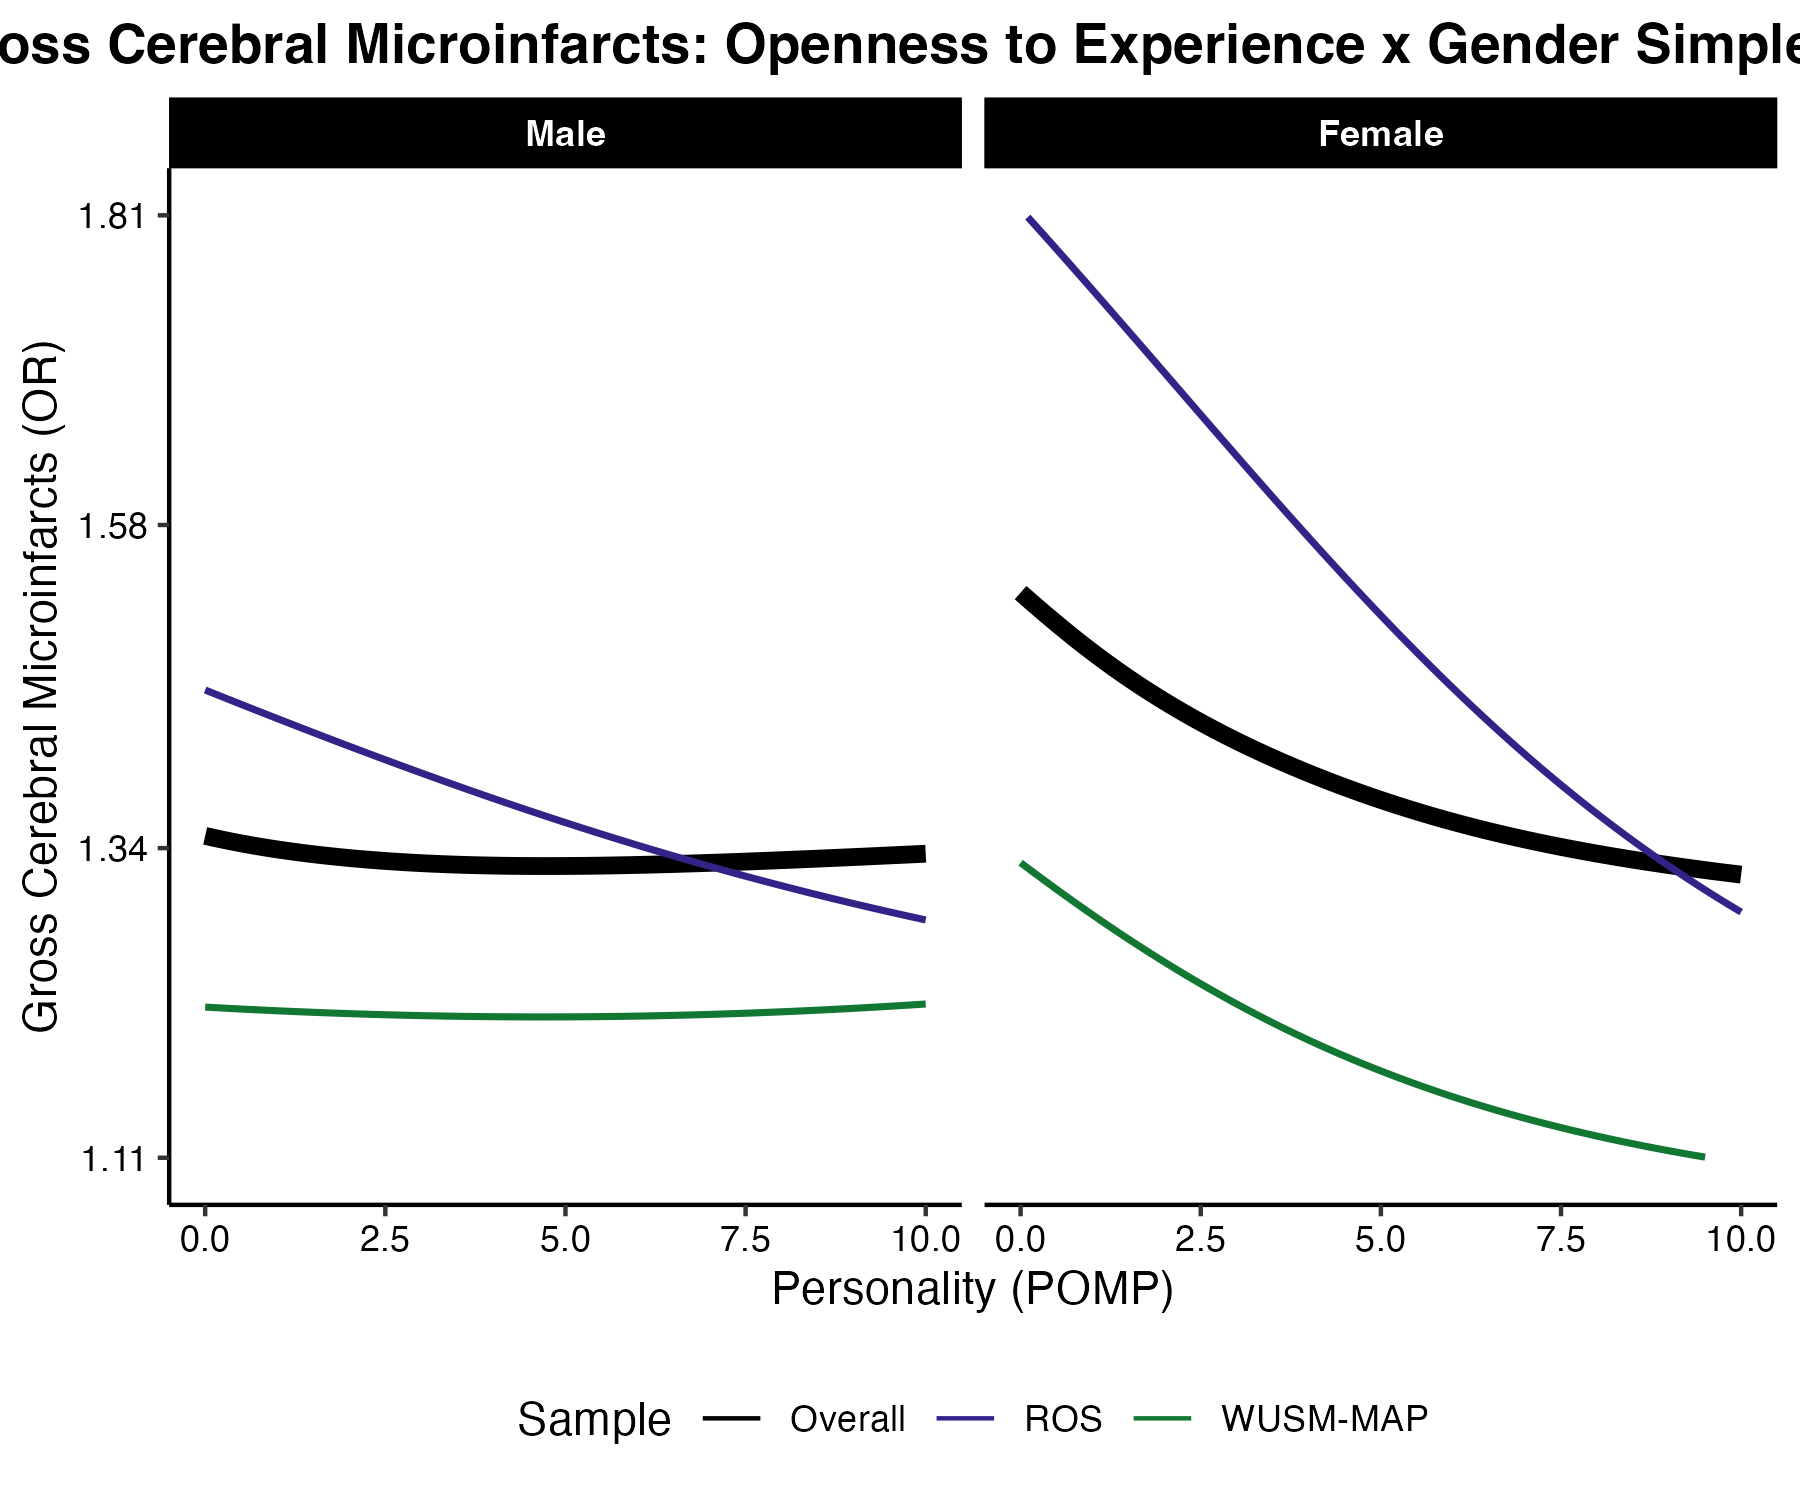 oss Cerebral Microinfarcts: Openness to Experience x Gender Simple
Male
Female
Gross Cerebral Microinfarcts (OR)
1.81
1.58
1.34
1.11
0.0 2.5 5.0 7.5 10.0
0.0 2.5 5.0 7.5 10.0
Personality (POMP)
Sample Overall ROS WUSM-MAP